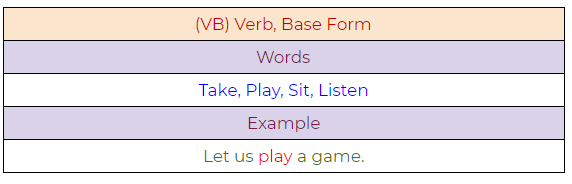 (VB) Verb, Base Form
Words
Take, Play, Sit, Listen
Example
Let us play a game.